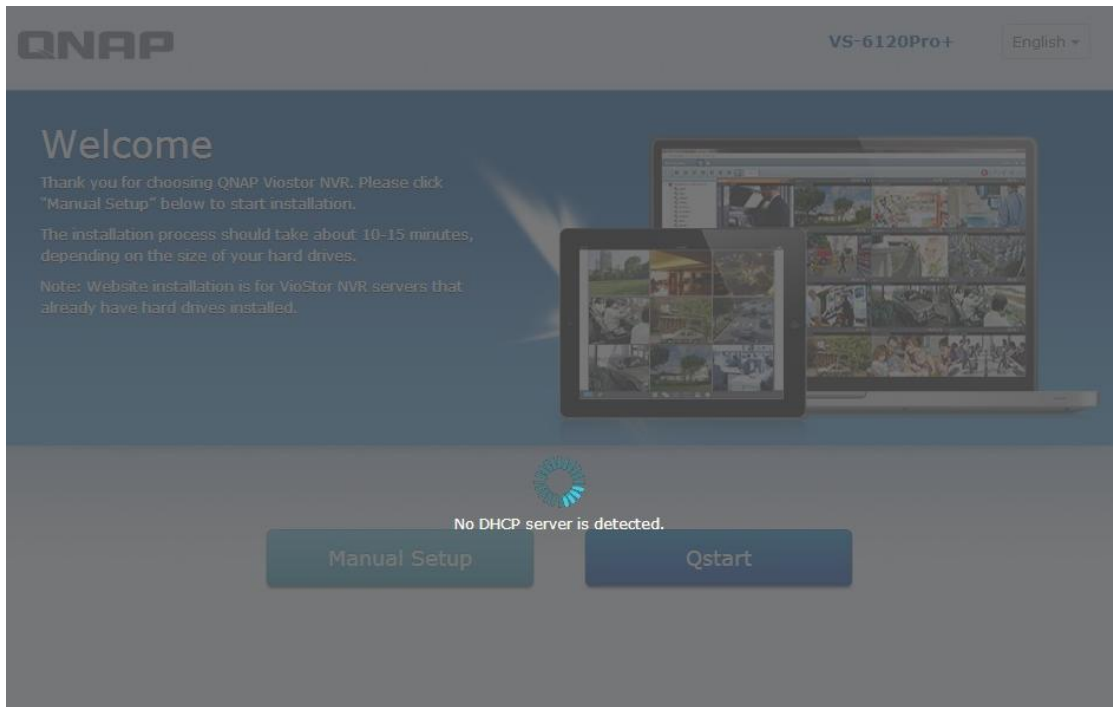 QNAP
VS-6120Pro+
English
Welcome
Thank you for choosing QNAP Viostor NVR. Please click
"Manual Setup" below to start installation.
The installation process should take about 10-15 minutes,
depending on the size of your hard drives.
Note: Website installation is for VioStor NVR servers that
already have hard drives installed.
No DHCP server is detected.
Manual Setup
Qstart